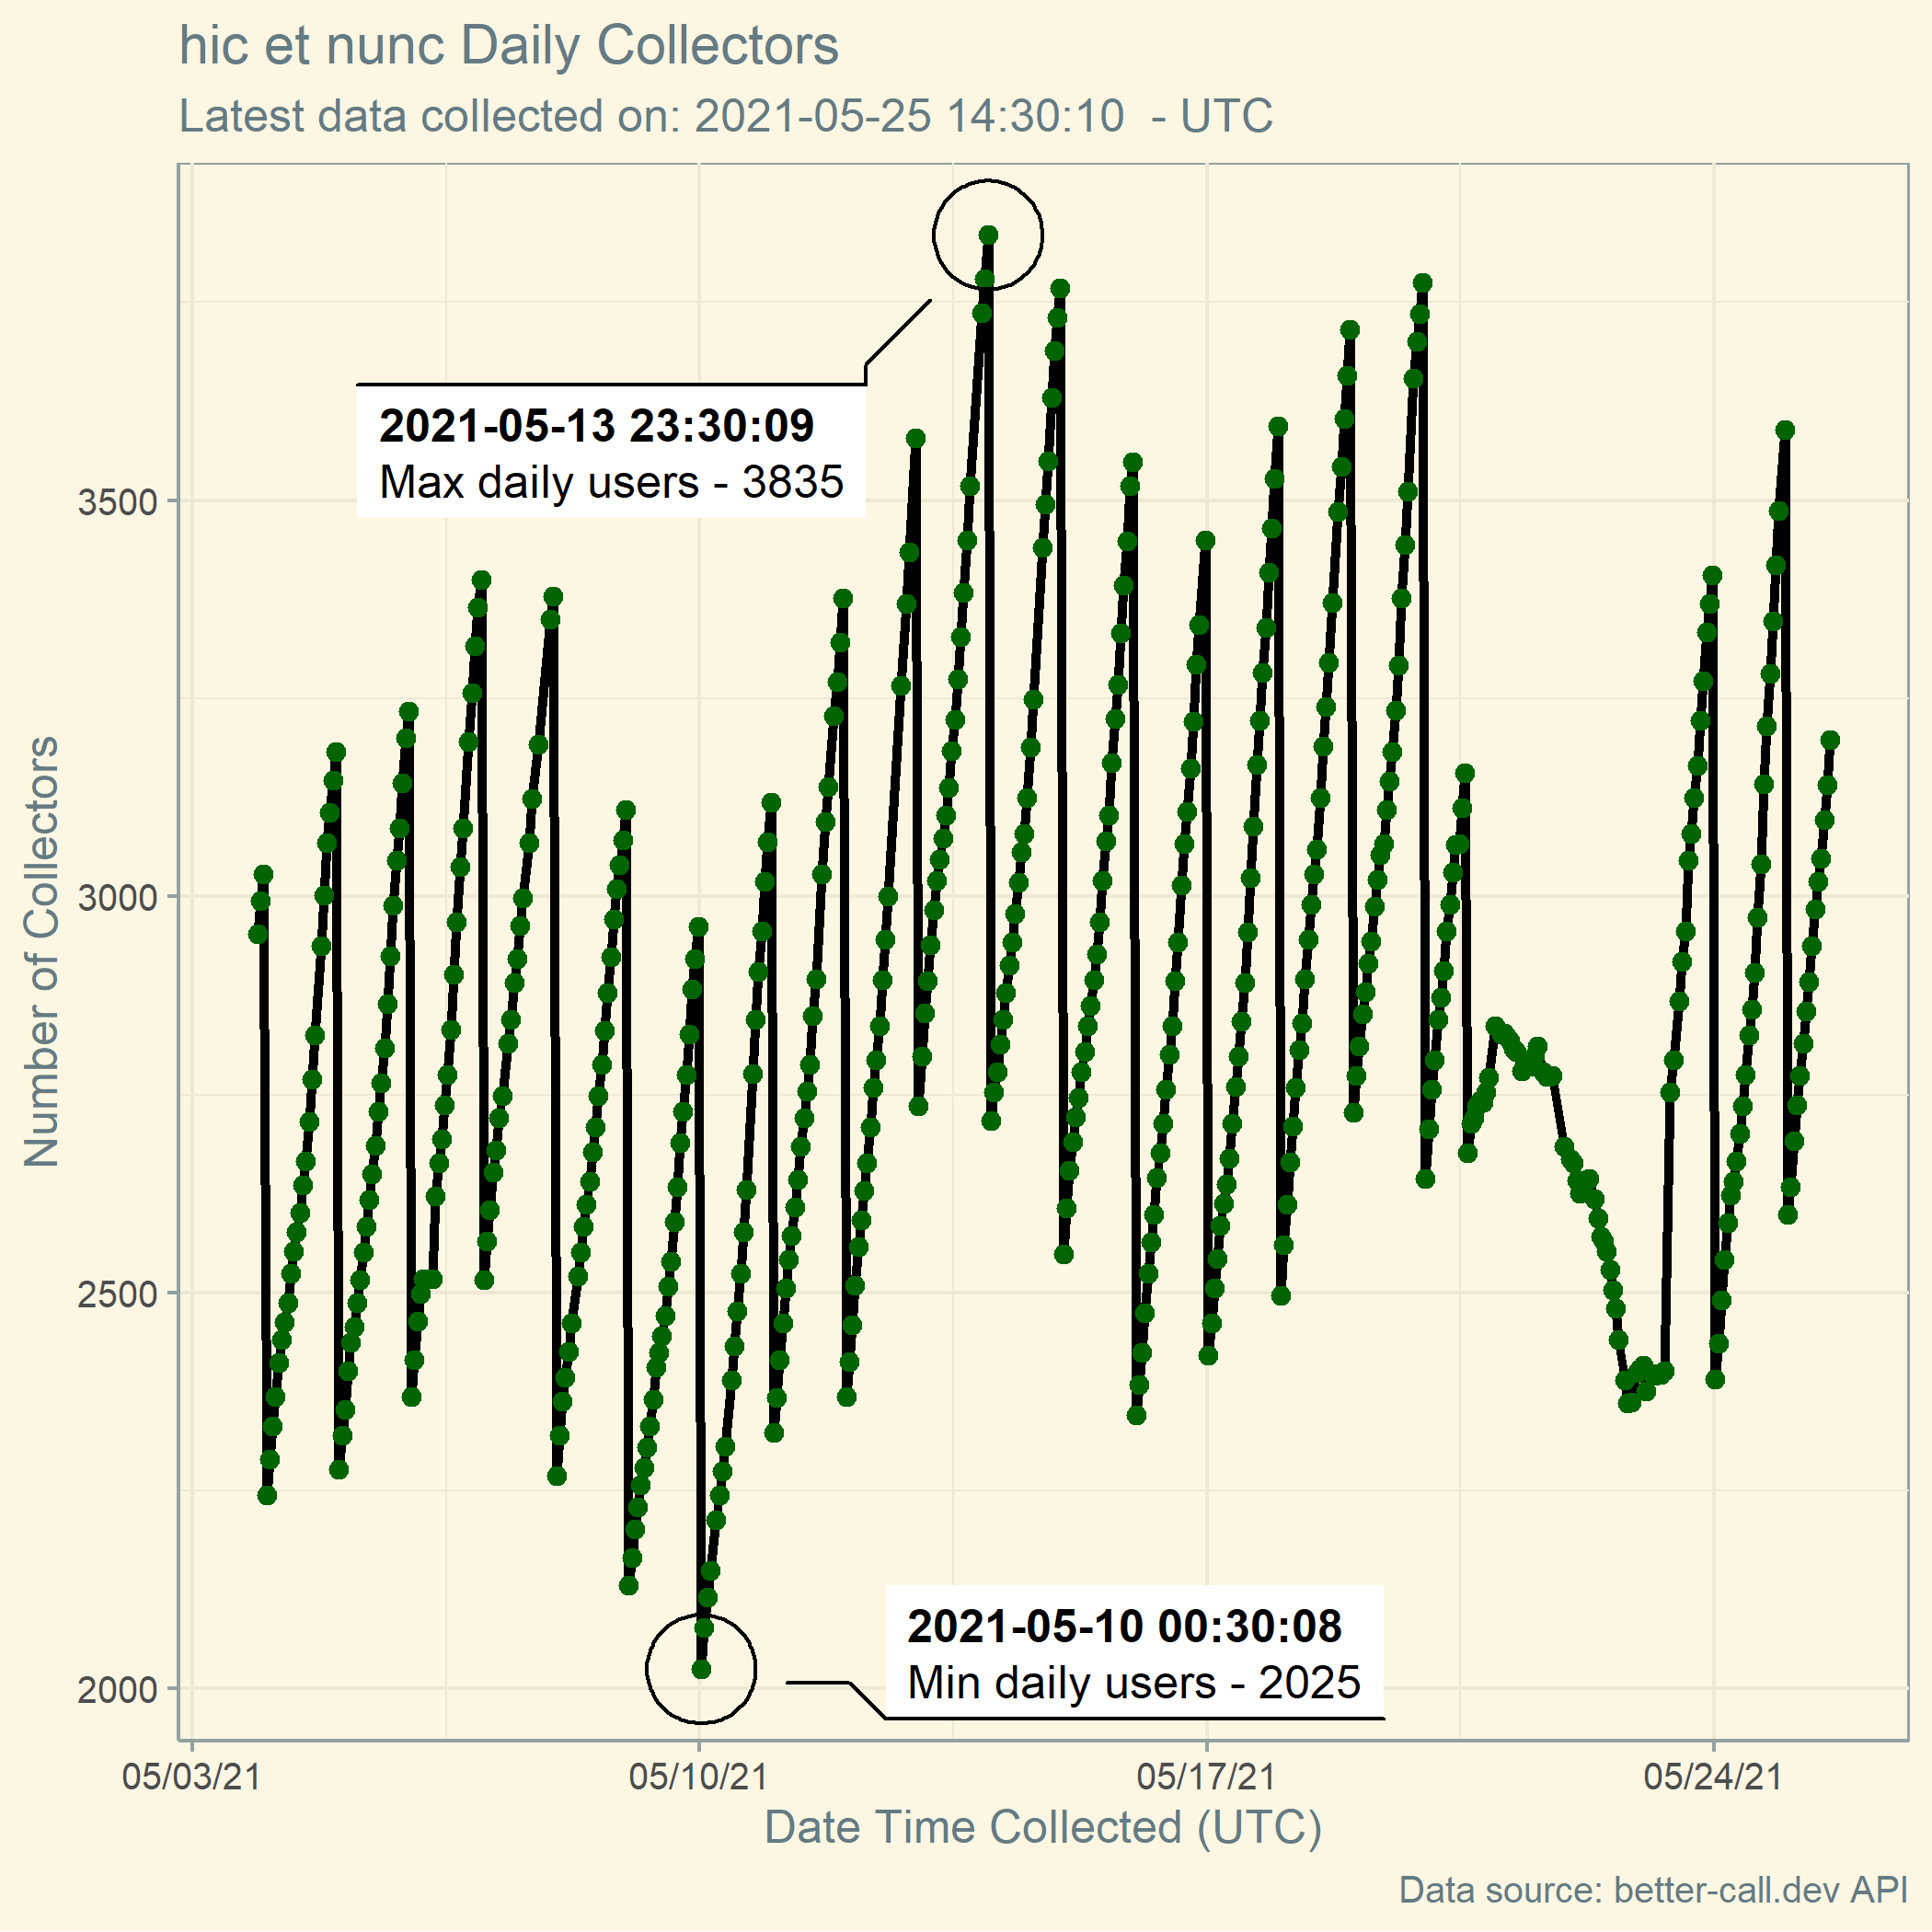 hic et nunc Daily Collectors
Latest data collected on: 2021-05-25 14:30:10  - UTC
2021-05-13 23:30:09
Max daily users - 3835
3500
3000
2500
2000
Number of Collectors
2021-05-10 00:30:08
Min daily users - 2025
05/03/21 05/10/21 05/17/21 05/24/21
Date Time Collected (UTC)
Data source: better-call.dev API